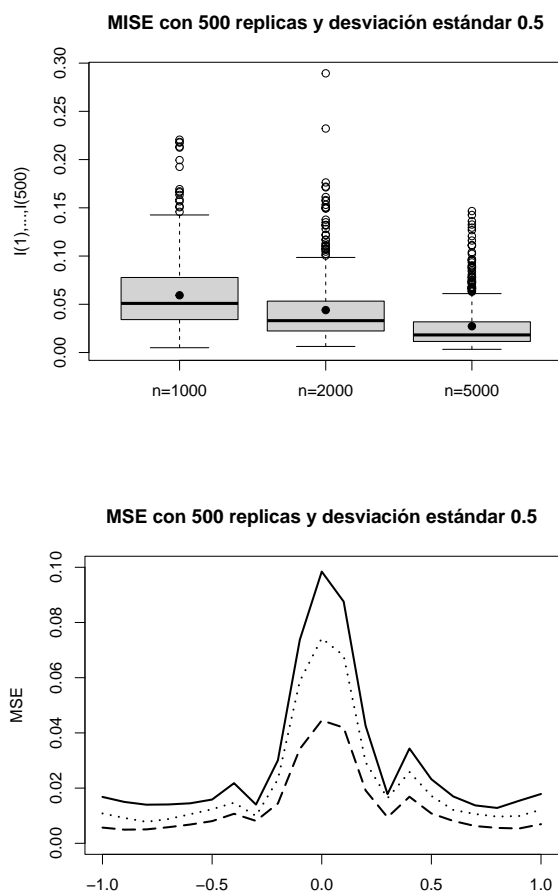 MISE con 500 replicas y desviación estándar 0.5
I(1),...,I(500)
0.30
0.25
0.20
0.15
0.10
0.05
0.00
n=1000 n=2000 n=5000
MSE con 500 replicas y desviación estándar 0.5
MSE
0.10
0.08
0.06
0.04
0.02
0.00
−1.0 −0.5 0.0 0.5 1.0